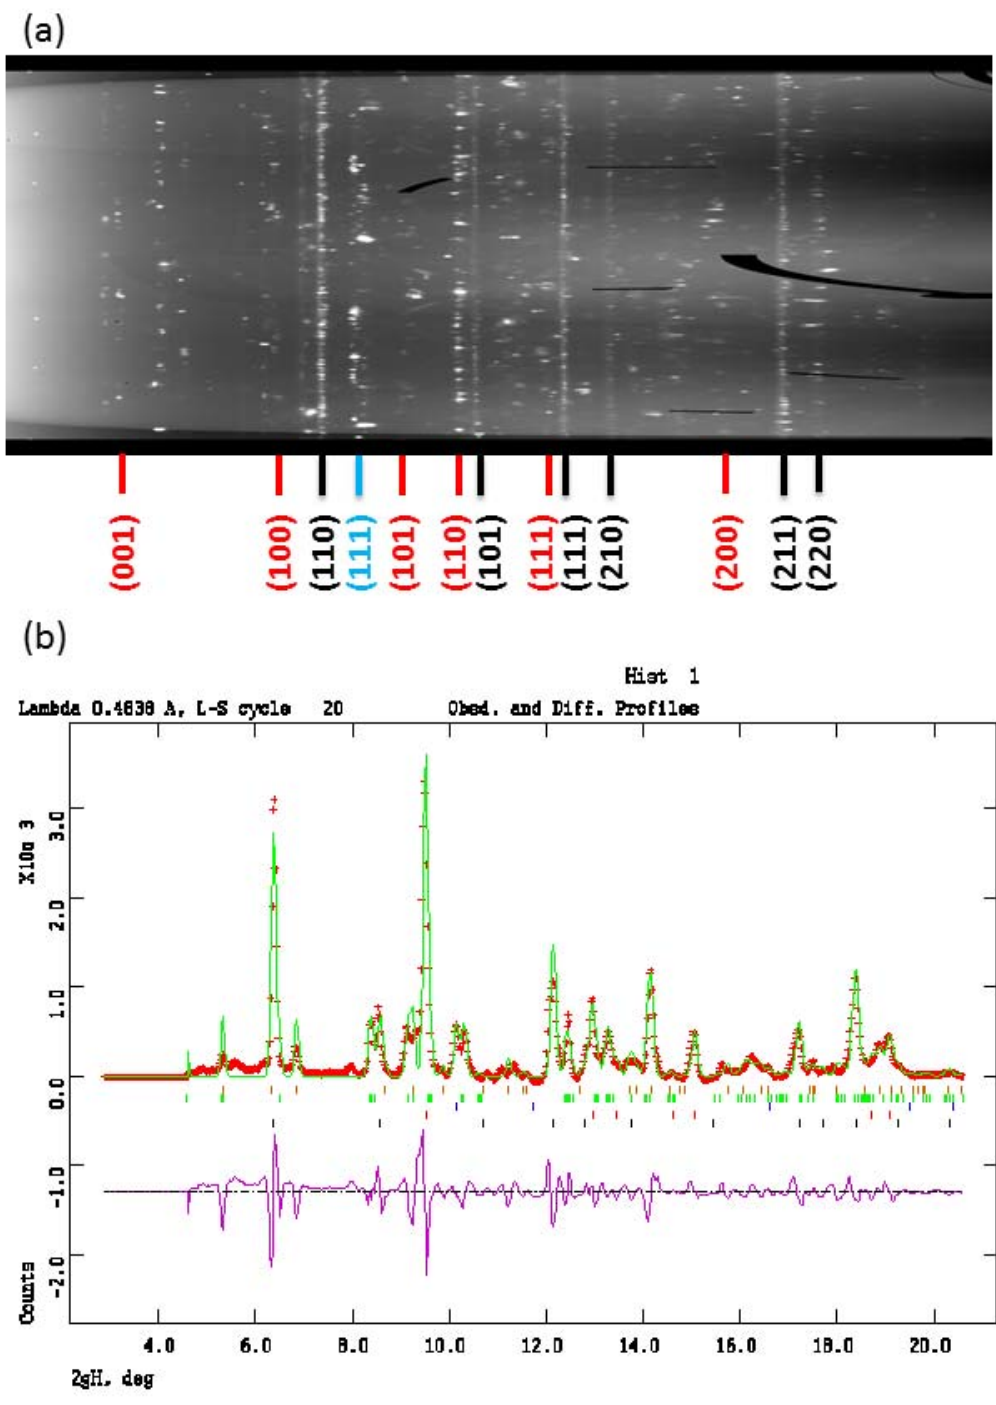 (a)
(001) (100) (110) (111) (101) (110) (101) (111) (111) (210) (200) (211) (220)
(b)
Hist 1
Lambda 0.4638 A, L-S cycle 20 Obsd. and Diff. Profiles
X10u 3
3.0
2.0
1.0
0.0
-1.0
-2.0
Counts
4.0 6.0 8.0 10.0 12.0 14.0 16.0 18.0 20.0
2gH, deg